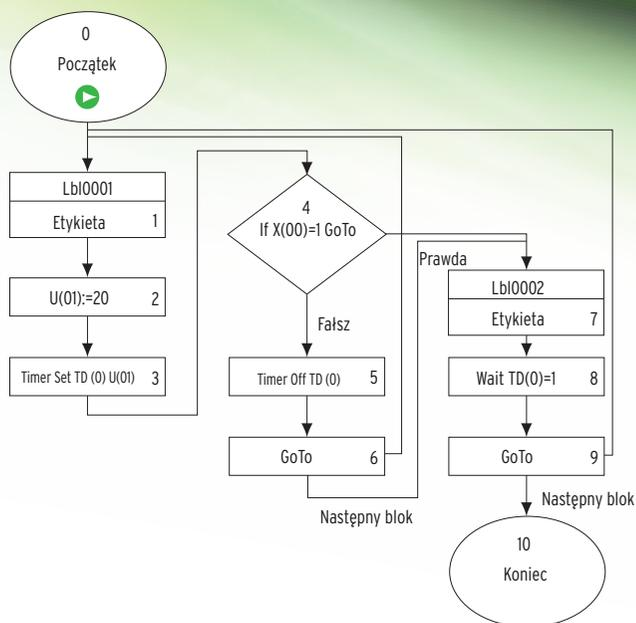 0
Początek
Lbl0001
Etykieta 1
U(01):=20 2
Timer Set TD (0) U(01) 3
4
If X(00)=1 GoTo
Prawda
Fałsz
Timer Off TD (0) 5
GoTo 6
Następny blok
Lbl0002
Etykieta 7
Wait TD(0)=1 8
GoTo 9
Następny blok
10
Koniec